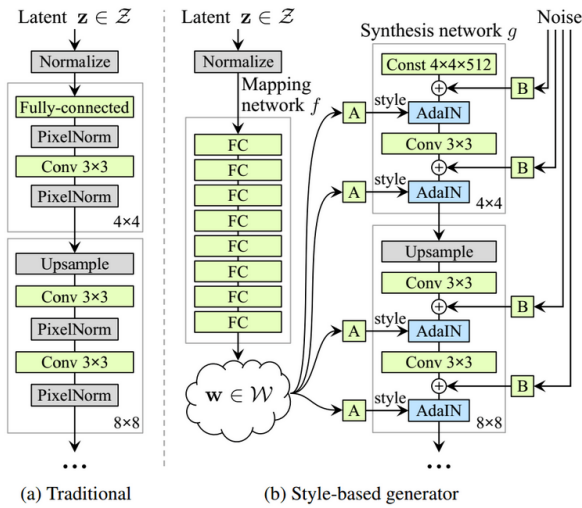 Latent z ∈ Z
Normalize
Fully-connected
PixelNorm
Conv 3×3
PixelNorm
4×4
Upsample
Conv 3×3
PixelNorm
Conv 3×3
PixelNorm
8×8
...
(a) Traditional
Latent z ∈ Z
Normalize
Mapping
network f
FC
FC
FC
FC
FC
FC
FC
FC
w ∈ W
A
style
A
style
A
style
A
style
Synthesis network g
Const 4×4×512
AdaIN
Conv 3×3
AdaIN
4×4
Upsample
Conv 3×3
AdaIN
Conv 3×3
AdaIN
8×8
...
Noise
B
B
B
B
(b) Style-based generator